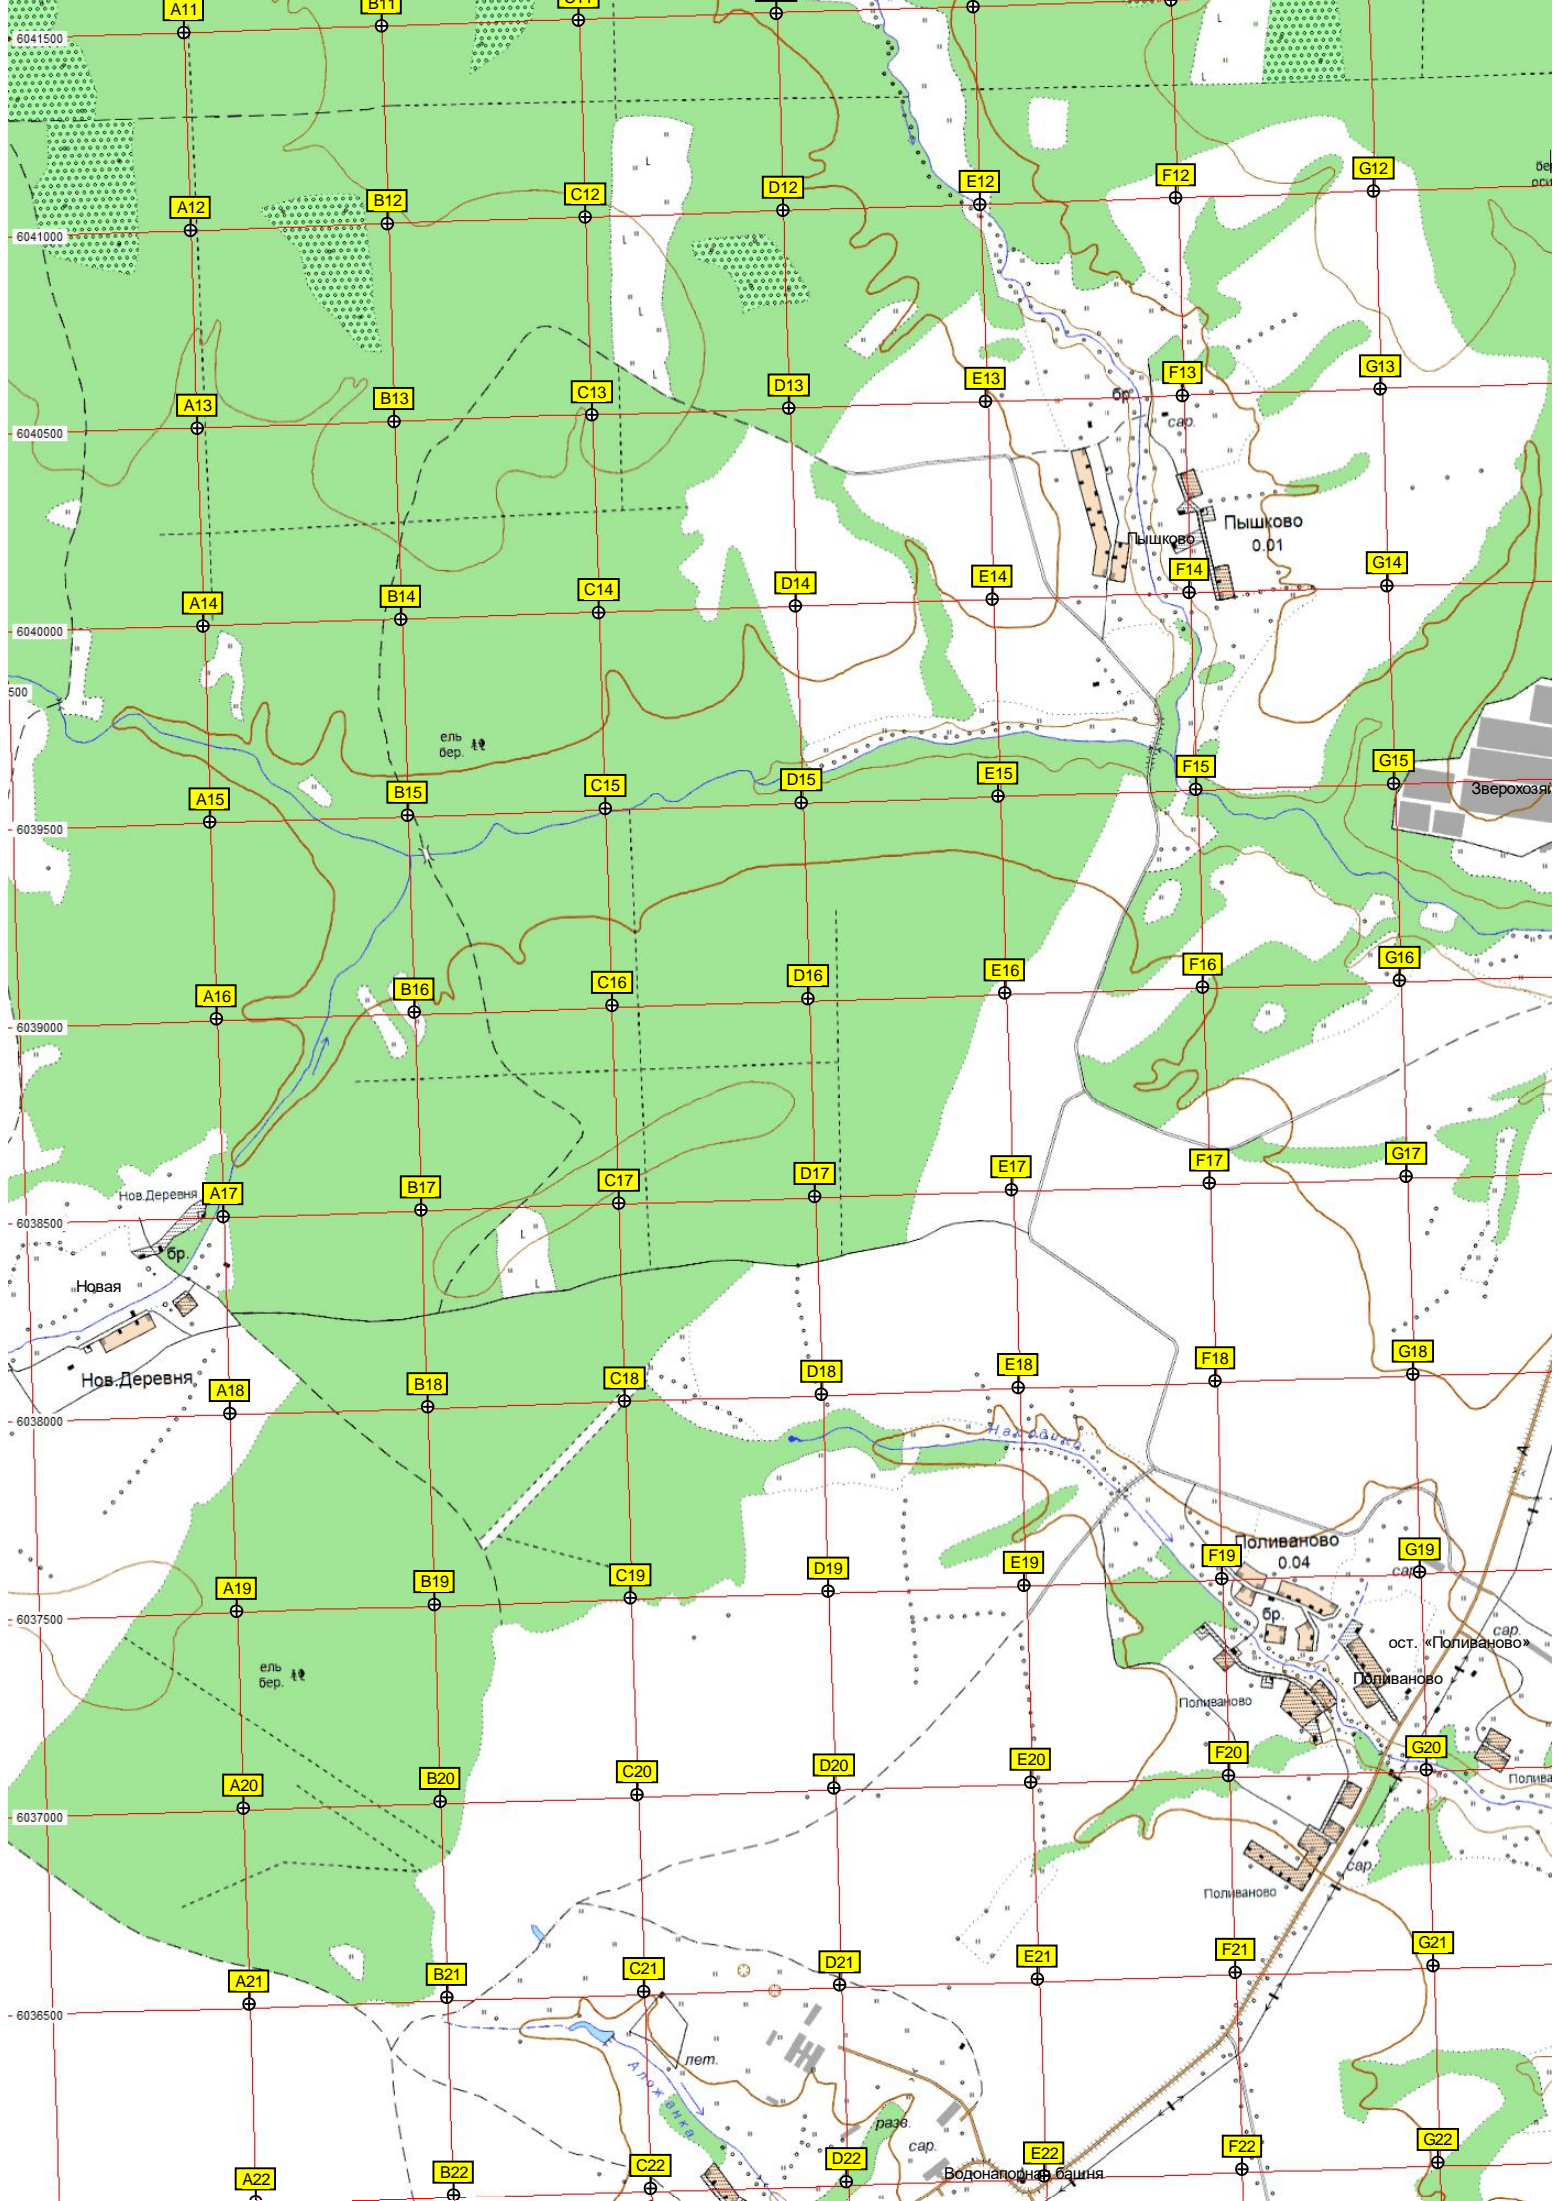 A11
B11
6041500
L
L
L
E12
F12
G12
D12
C12
B12
A12
6041000
L
L
L
L
F13
G13
E13
D13
C13
B13
A13
бр.
сар.
6040500
Пышково
0.01
Пышково
F14
G14
E14
D14
C14
B14
A14
6040000
500
ель
бер.
F15
G15
E15
D15
C15
B15
A15
Зверохозяй
6039500
F16
G16
E16
D16
C16
B16
A16
6039000
F17
G17
E17
D17
C17
B17
A17
Нов.Деревня
6038500
бр.
L
L
Новая
Нов.Деревня
F18
G18
E18
D18
C18
B18
A18
6038000
А
Поливаново
0.04
F19
G19
E19
D19
C19
B19
A19
сар.
6037500
бр.
сар.
ост. «Поливаново»
ель
бер.
Поливаново
Поливаново
F20
G20
E20
D20
C20
B20
A20
Полива
6037000
сар.
Поливаново
F21
G21
E21
D21
C21
B21
A21
6036500
лет.
Аложанка
разв.
сар.
F22
G22
E22
D22
C22
B22
A22
Водонапорная башня